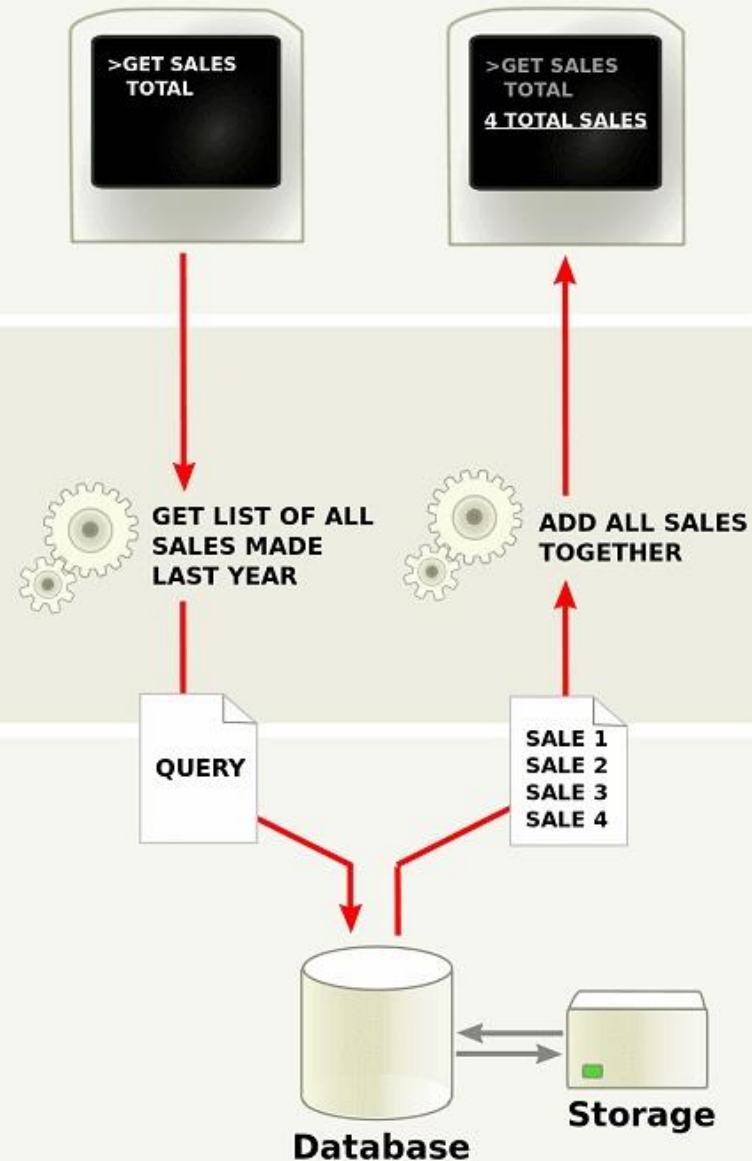 >GET SALES
TOTAL
>GET SALES
TOTAL
4 TOTAL SALES
GET LIST OF ALL
SALES MADE
LAST YEAR
ADD ALL SALES
TOGETHER
QUERY
SALE 1
SALE 2
SALE 3
SALE 4
Database
Storage